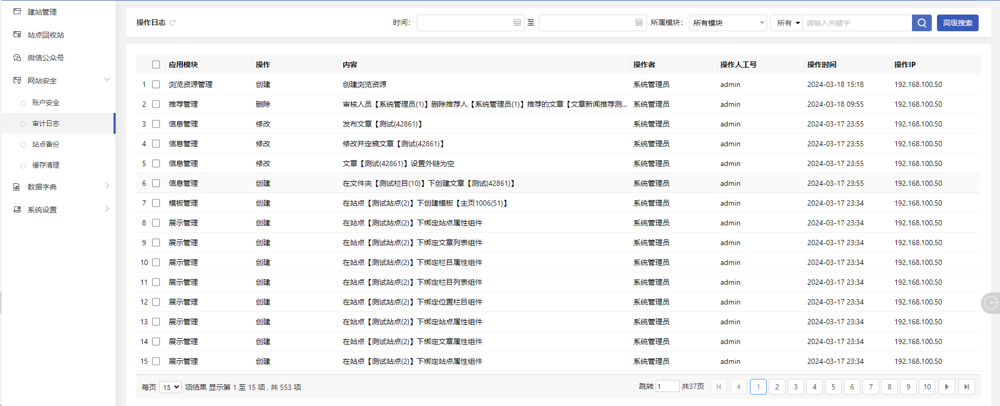 建站管理
站点回收站
微信公众号
网站安全
账户安全
审计日志
站点备份
缓存清理
数据字典
系统设置
操作日志 时间： 至 所属模块： 所有模块 所有 请输入关键字 高级搜索
应用模块 操作 内容 操作者 操作人工号 操作时间 操作IP
1 浏览资源管理 创建 创建浏览资源 系统管理员 admin 2024-03-18 15:18 192.168.100.50
2 推荐管理 删除 审核人员【系统管理员(1)】删除推荐人【系统管理员(1)】推荐的文章【文章新闻推荐测... 系统管理员 admin 2024-03-18 09:55 192.168.100.50
3 信息管理 修改 发布文章【测试(42861)】 系统管理员 admin 2024-03-17 23:55 192.168.100.50
4 信息管理 修改 修改并定稿文章【测试(42861)】 系统管理员 admin 2024-03-17 23:55 192.168.100.50
5 信息管理 修改 文章【测试(42861)】设置外链为空 系统管理员 admin 2024-03-17 23:55 192.168.100.50
6 信息管理 创建 在文件夹【测试栏目(10)】下创建文章【测试(42861)】 系统管理员 admin 2024-03-17 23:55 192.168.100.50
7 模板管理 创建 在站点【测试站点(2)】下创建模板【主页1006(51)】 系统管理员 admin 2024-03-17 23:34 192.168.100.50
8 展示管理 创建 在站点【测试站点(2)】下绑定站点属性组件 系统管理员 admin 2024-03-17 23:34 192.168.100.50
9 展示管理 创建 在站点【测试站点(2)】下绑定文章列表组件 系统管理员 admin 2024-03-17 23:34 192.168.100.50
10 展示管理 创建 在站点【测试站点(2)】下绑定栏目属性组件 系统管理员 admin 2024-03-17 23:34 192.168.100.50
11 展示管理 创建 在站点【测试站点(2)】下绑定栏目列表组件 系统管理员 admin 2024-03-17 23:34 192.168.100.50
12 展示管理 创建 在站点【测试站点(2)】下绑定位置栏目组件 系统管理员 admin 2024-03-17 23:34 192.168.100.50
13 展示管理 创建 在站点【测试站点(2)】下绑定站点属性组件 系统管理员 admin 2024-03-17 23:34 192.168.100.50
14 展示管理 创建 在站点【测试站点(2)】下绑定文章属性组件 系统管理员 admin 2024-03-17 23:34 192.168.100.50
15 展示管理 创建 在站点【测试站点(2)】下绑定站点属性组件 系统管理员 admin 2024-03-17 23:34 192.168.100.50
每页 15 项结果 显示第 1 至 15 项 , 共 553 项 跳转 1 共37页 1 2 3 4 5 6 7 8 9 10